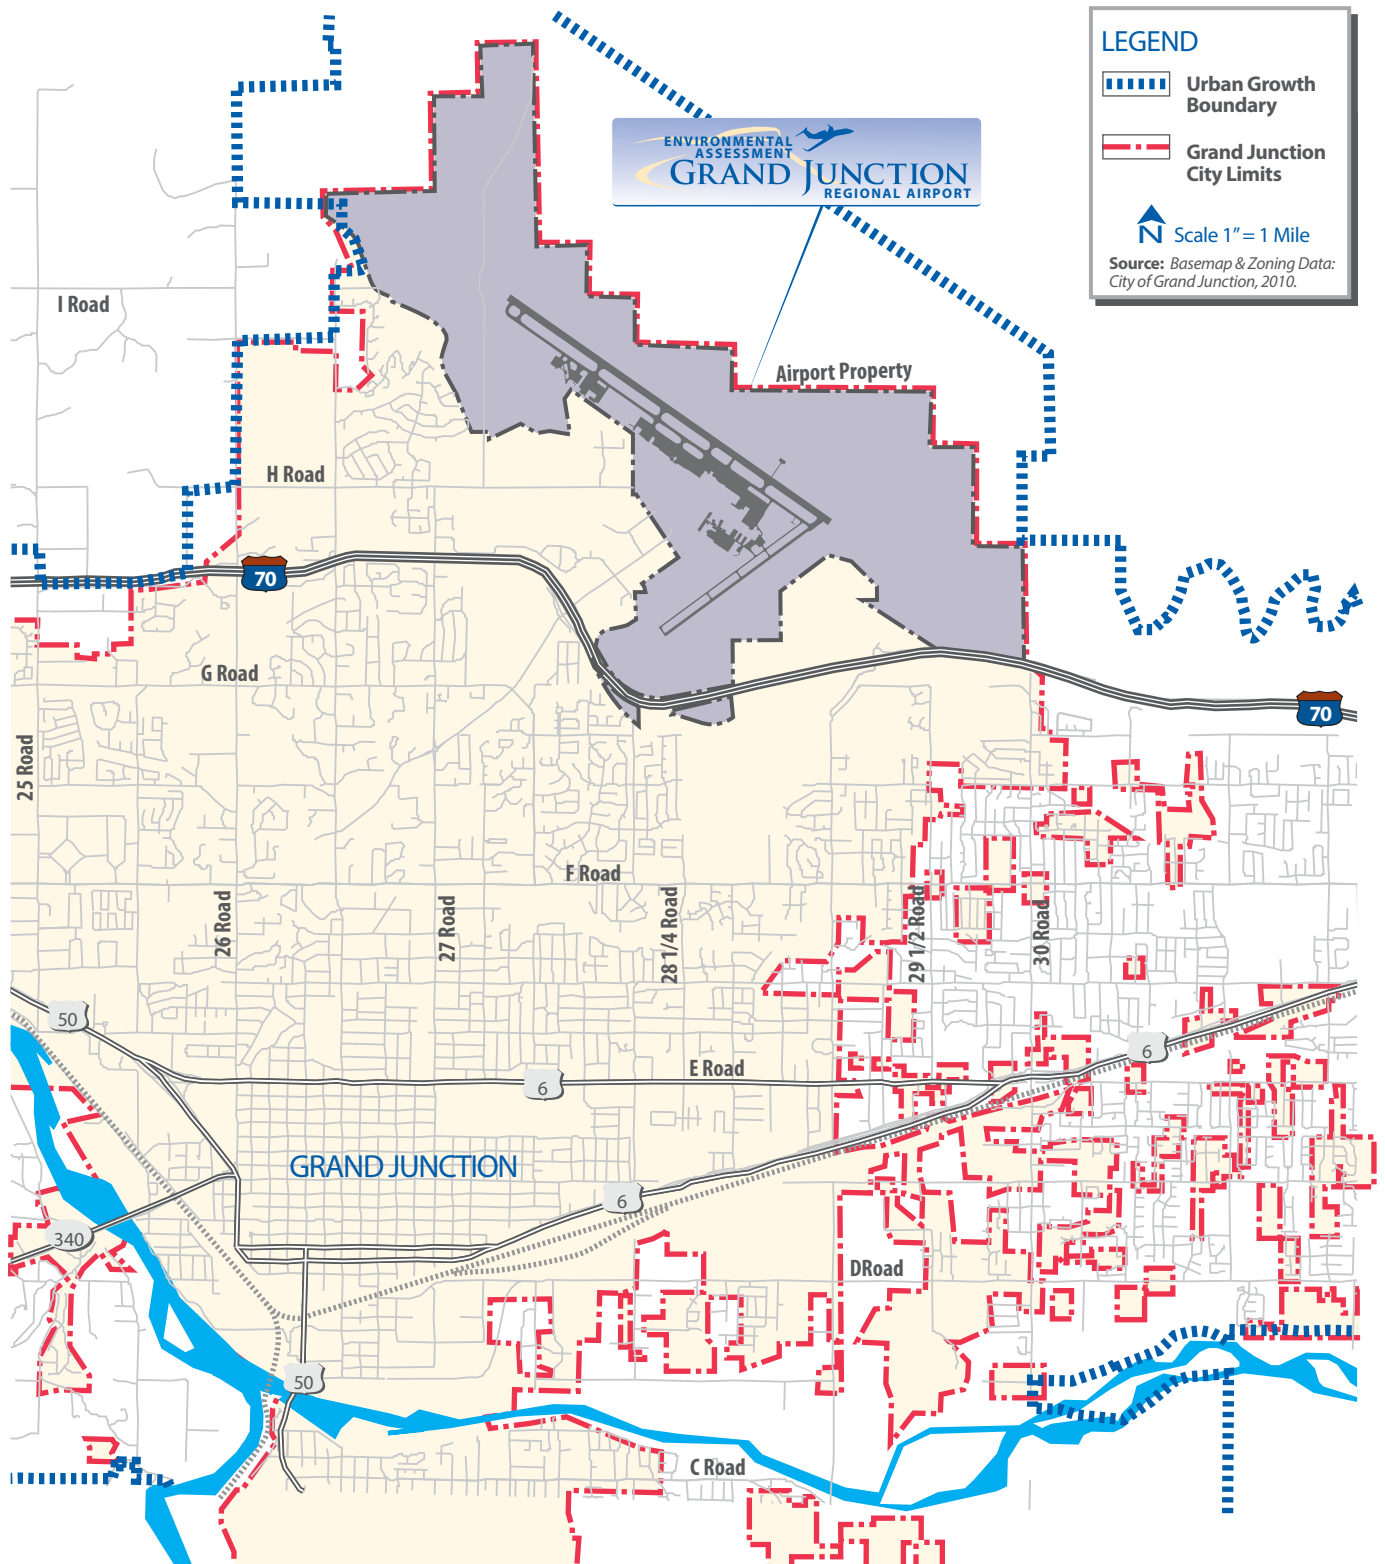 LEGEND
Urban Growth
Boundary
Grand Junction
City Limits
N
Scale 1" = 1 Mile
Source: Basemap & Zoning Data:
City of Grand Junction, 2010.
ENVIRONMENTAL
ASSESSMENT
GRAND JUNCTION
REGIONAL AIRPORT
I Road
Airport Property
H Road
70
G Road
70
25 Road
F Road
26 Road
27 Road
28 1/4 Road
29 1/2 Road
30 Road
50
6
E Road
6
GRAND JUNCTION
6
340
DRoad
50
C Road